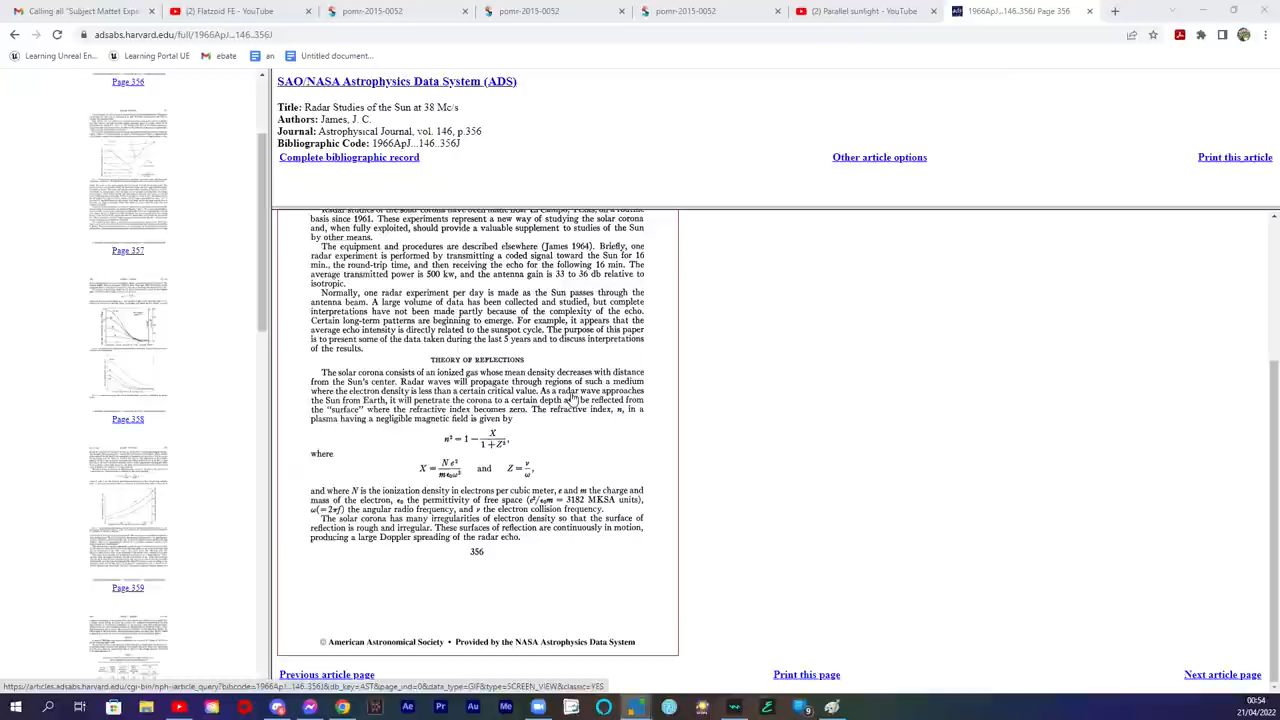 Calling all 'Subject Matter Expe
pomr-2015-0052
pomr-2015-0052
pomr-2015-0052
(2) Parallel sunlight - YouTube
1966ApJ...146..356J Page 356
adsabs.harvard.edu/full/1966ApJ...146..356J
Learning Unreal En...
Learning Portal UE
ebate
an
Untitled document...
Page 356
Page 357
Page 358
Page 359
SAO/NASA Astrophysics Data System (ADS)
Title: Radar Studies of the Sun at 38 Mc/s
Authors: James, J. C.
Journal: Astrophysical Journal, vol. 146, p.356
Bibliographic Code: 1966ApJ...146..356J
Complete bibliographic record
Other article options
Print this article
basis since 1961. These experiments represent a new way of studying the solar corona
and, when fully exploited, should provide a valuable supplement to studies of the Sun
by other means.
The equipment and procedures are described elsewhere (James 1964). Briefly, one
radar experiment is performed by transmitting a coded signal toward the Sun for 16
min., the round-trip time, and then receiving the echo for the following 16 min. The
average transmitted power is 500 kw, and the antenna gain is 33 to 36 db relative to
isotropic.
Normally, one radar experiment per day is made as the Sun passes through the
antenna beam. A large volume of data has been collected and studied, but complete
interpretations have not been made partly because of the complexity of the echo.
Certain long-term patterns are beginning to emerge. For example, it appears that the
average echo intensity is directly related to the sunspot cycle. The purpose of this paper
is to present some of the data taken during the last 5 years and to discuss interpretations
of the results.
THEORY OF REFLECTIONS
The solar corona consists of an ionized gas whose mean density decreases with distance
from the Sun's center. Radar waves will propagate through regions of such a medium
where the electron density is less than a certain critical value. As a radar wave approaches
the Sun from Earth, it will penetrate the corona to a certain depth be reflected from
the "surface" where the refractive index becomes zero. The refractive index, n, in a
plasma having a negligible magnetic field is given by
n² = 1 − X / 1 + Z²,
where
X = Nε² / mϵ₀ω² and Z = ν / ω,
and where N is the ionization density in electrons per cubic meter, ε and m the charge and
mass of the electron, ϵ₀ the permittivity of free space (ε²/ϵ₀m = 3182 MKSA units),
ω(=2πf) the angular radio frequency, and ν the electron collision frequency.
The solar corona has many irregularities of electron density so that the surface of
reflection is rough and irregular. These surfaces of reflection are continuously in motion,
producing a large Doppler spreading of the radar echo.
356
© American Astronomical Society • Provided by the NASA Astrophysics Data System
Previous article page
Print this page
Next article page
00:54
21/04/2022